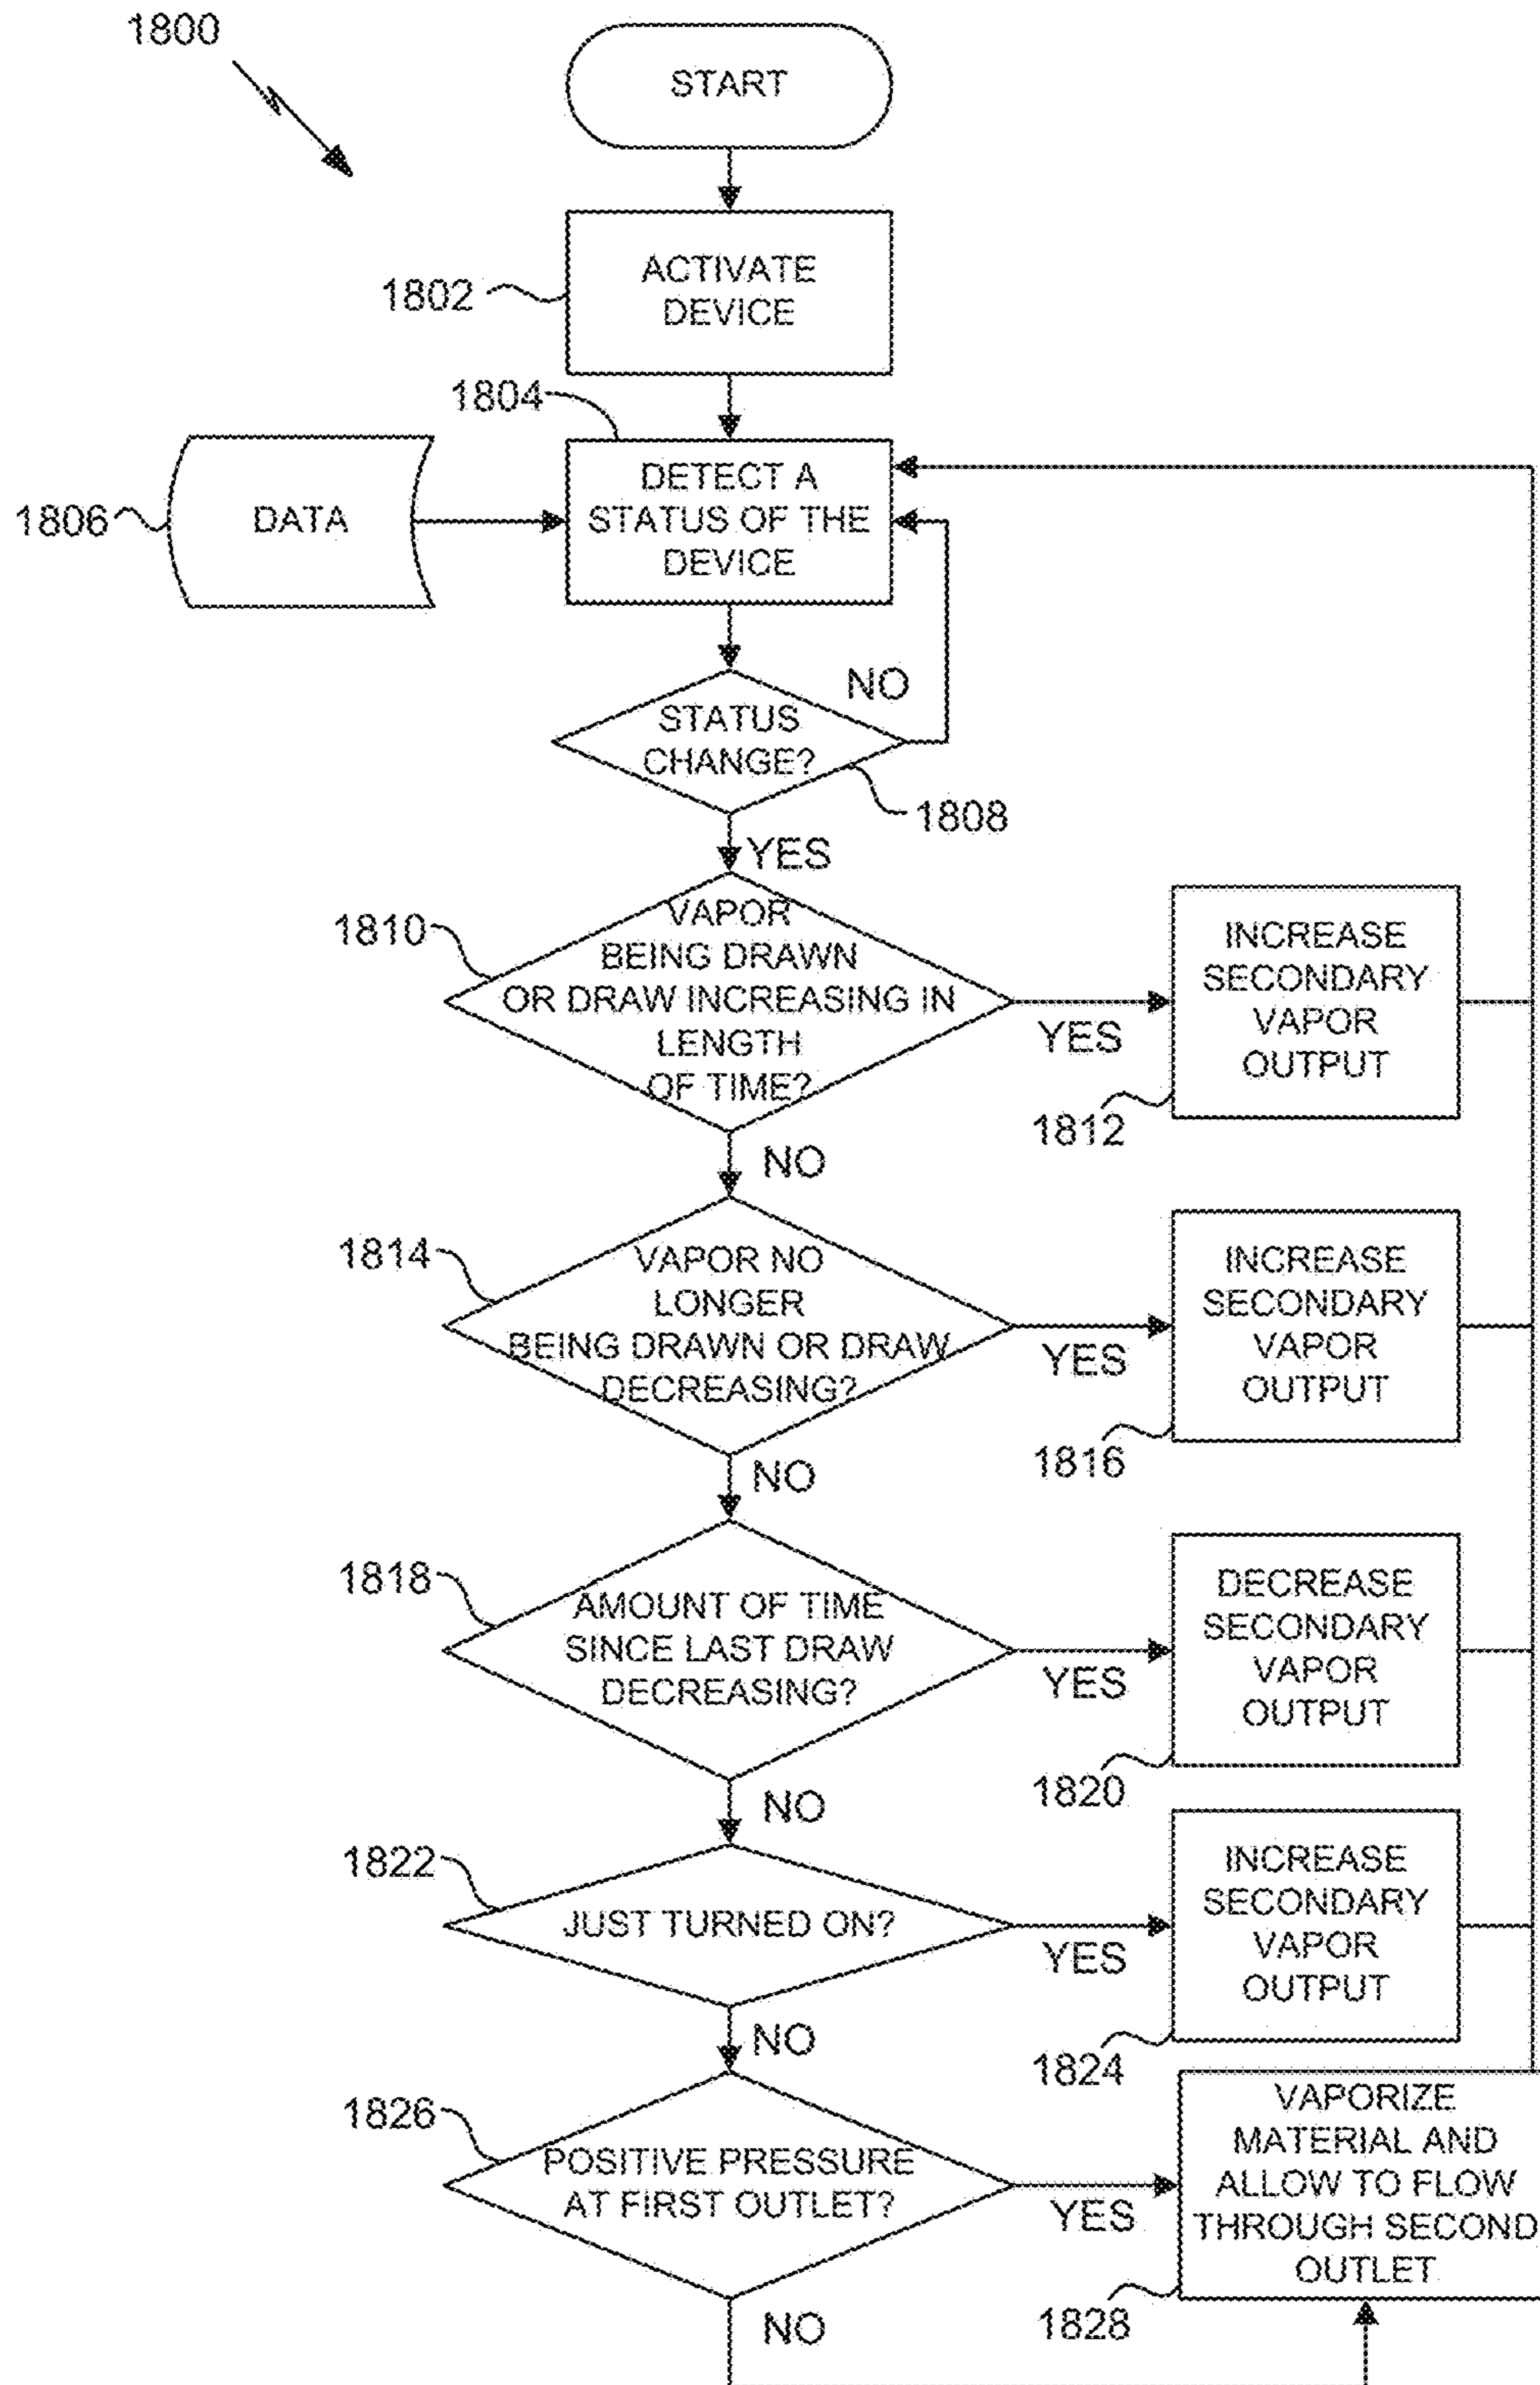 1800
START
1802
ACTIVATE
DEVICE
1804
1806
DATA
DETECT A
STATUS OF THE
DEVICE
NO
STATUS
CHANGE?
1808
YES
1810
VAPOR
BEING DRAWN
OR DRAW INCREASING IN
LENGTH
OF TIME?
YES
INCREASE
SECONDARY
VAPOR
OUTPUT
1812
NO
1814
VAPOR NO
LONGER
BEING DRAWN OR DRAW
DECREASING?
YES
INCREASE
SECONDARY
VAPOR
OUTPUT
1816
NO
1818
AMOUNT OF TIME
SINCE LAST DRAW
DECREASING?
YES
DECREASE
SECONDARY
VAPOR
OUTPUT
1820
NO
1822
JUST TURNED ON?
YES
INCREASE
SECONDARY
VAPOR
OUTPUT
1824
NO
1826
POSITIVE PRESSURE
AT FIRST OUTLET?
YES
VAPORIZE
MATERIAL AND
ALLOW TO FLOW
THROUGH SECOND
OUTLET
1828
NO